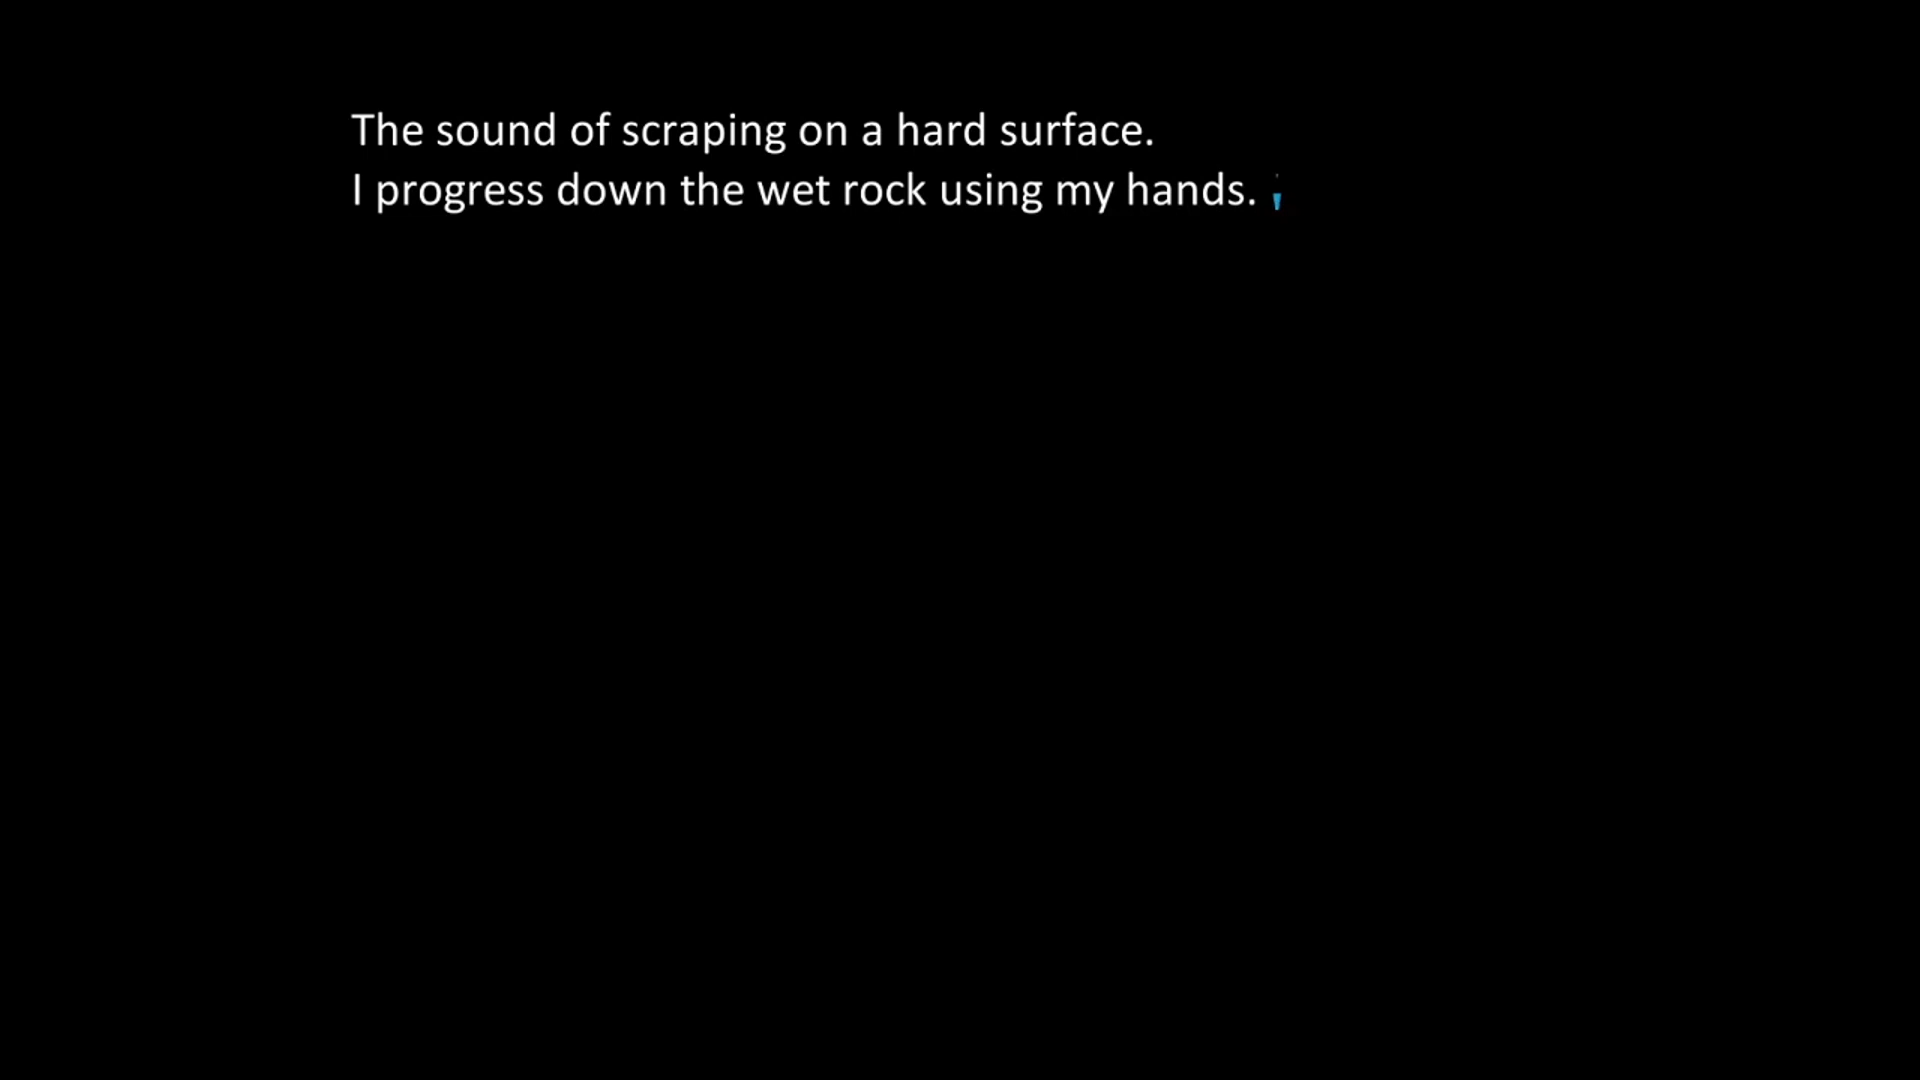 The sound of scraping on a hard surface.
I progress down the wet rock using my hands.